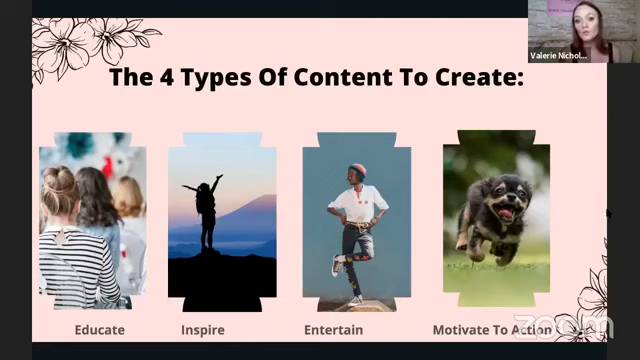 Valerie Nichol...
The 4 Types Of Content To Create:
Educate
Inspire
Entertain
Motivate To Action
zoom